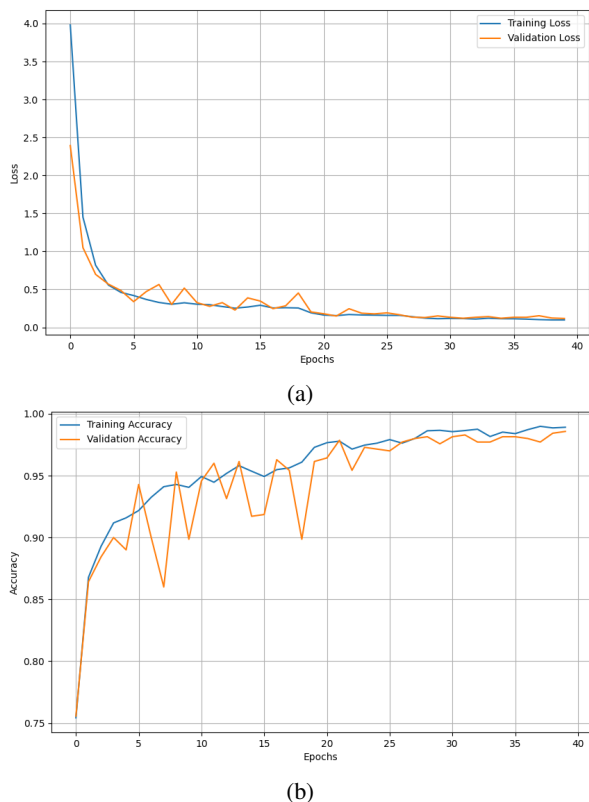 Training Loss
Validation Loss
4.0
3.5
3.0
2.5
2.0
1.5
1.0
0.5
0.0
Loss
0 5 10 15 20 25 30 35 40
Epochs
(a)
Training Accuracy
Validation Accuracy
1.00
0.95
0.90
0.85
0.80
0.75
Accuracy
0 5 10 15 20 25 30 35 40
Epochs
(b)